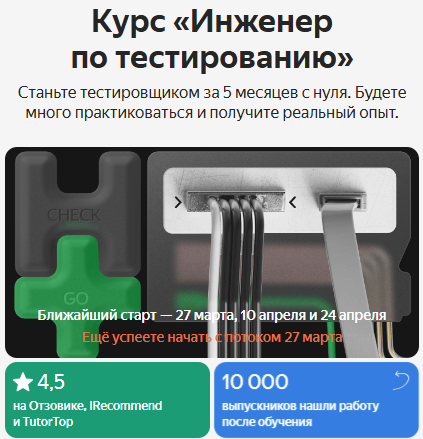 Курс «Инженер
по тестированию»
Станьте тестировщиком за 5 месяцев с нуля. Будете
много практиковаться и получите реальный опыт.
CHECK
GO
Ближайший старт — 27 марта, 10 апреля и 24 апреля
Ещё успеете начать с потоком 27 марта
4,5
на Отзовике, IRecommend
и TutorTop
10 000
выпускников нашли работу
после обучения